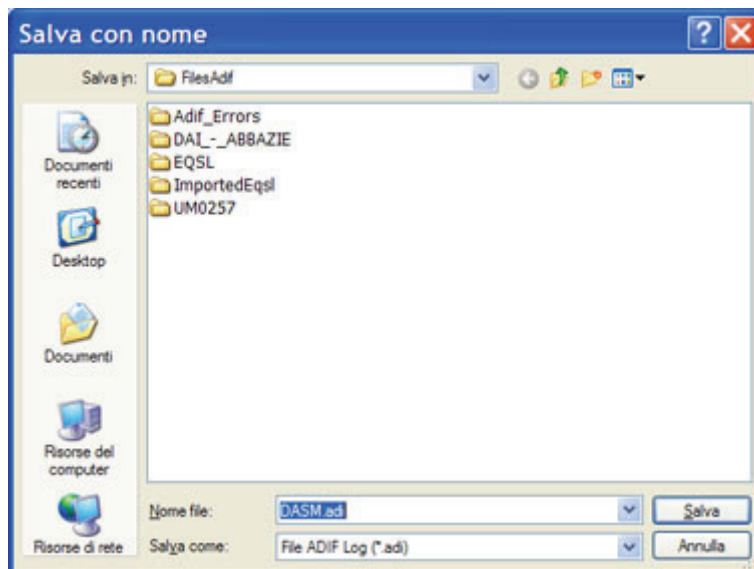 Salva con nome
Salva in: FilesAdif
Adif_Errors
DAI_-_ABBAZIE
EQSL
ImportedEqsl
UM0257
Documenti
recenti
Desktop
Documenti
Risorse del
computer
Risorse di rete
Nome file: DASM.adi Salva
Salva come: File ADIF Log (*.adi) Annulla